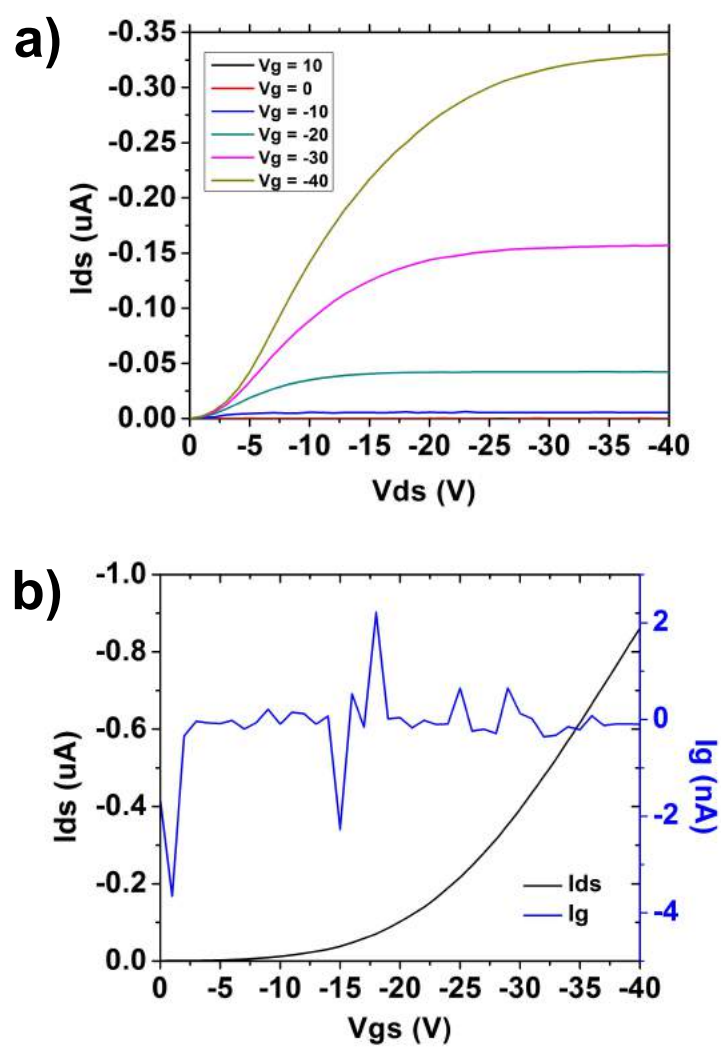 a)
-0.35
-0.30
-0.25
-0.20
-0.15
-0.10
-0.05
0.00
Ids (uA)
Vg = 10
Vg = 0
Vg = -10
Vg = -20
Vg = -30
Vg = -40
0 -5 -10 -15 -20 -25 -30 -35 -40
Vds (V)
b)
-1.0
-0.8
-0.6
-0.4
-0.2
0.0
Ids (uA)
2
0
-2
-4
Ig (nA)
Ids
Ig
0 -5 -10 -15 -20 -25 -30 -35 -40
Vgs (V)